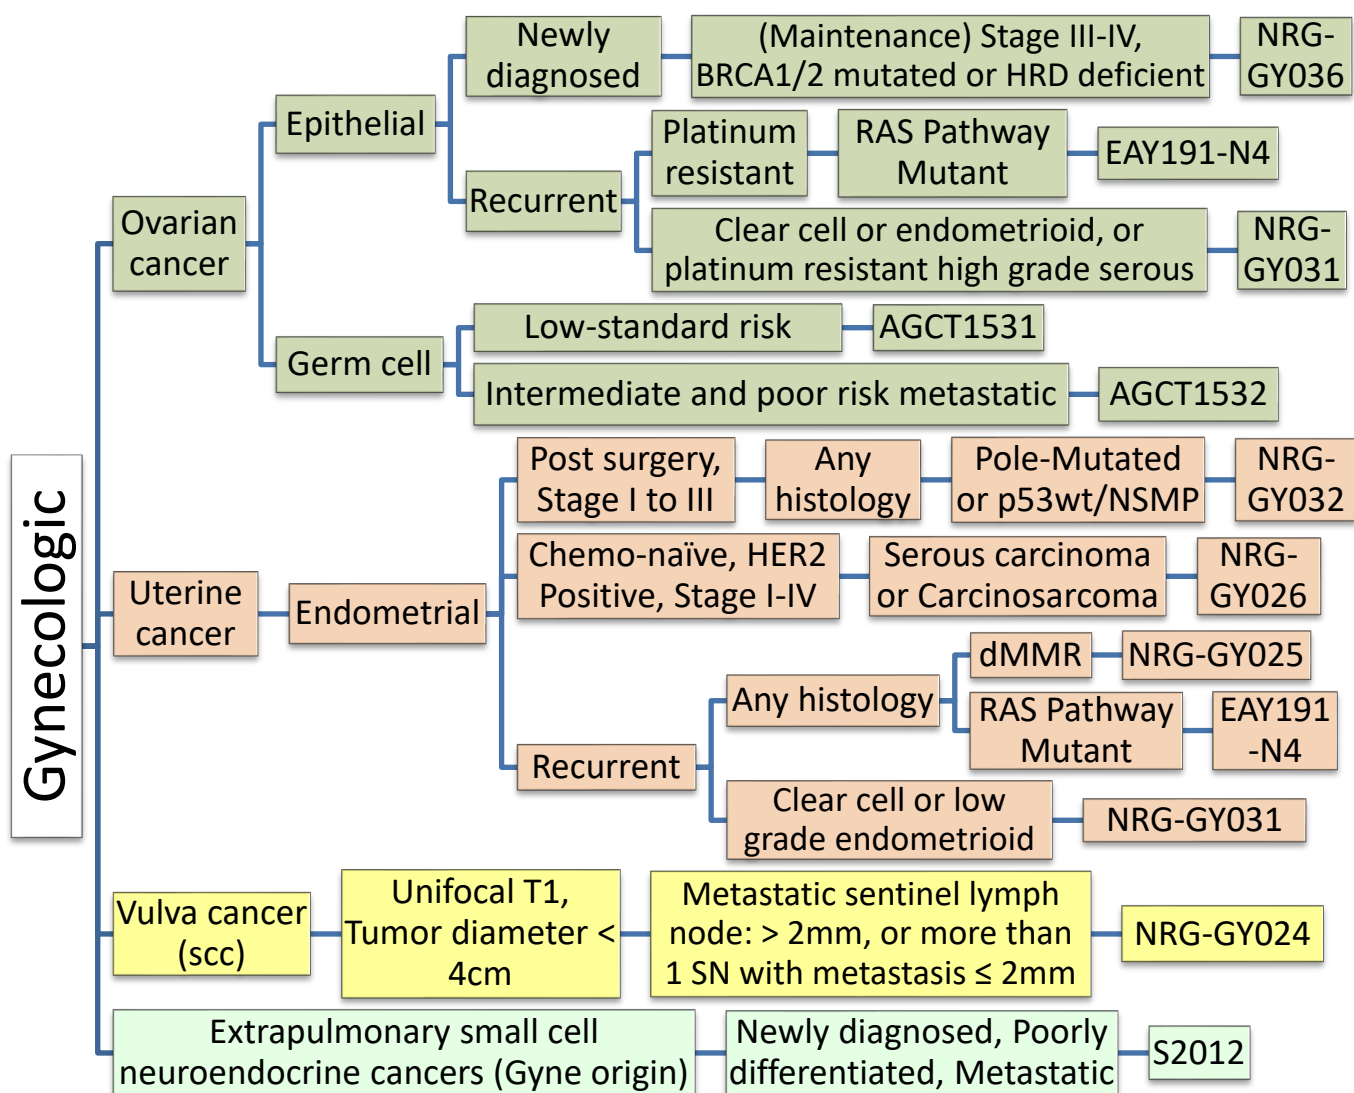 Gynecologic
Ovarian
cancer
Epithelial
Newly
diagnosed
(Maintenance) Stage III-IV,
BRCA1/2 mutated or HRD deficient
NRG-
GY036
Recurrent
Platinum
resistant
RAS Pathway
Mutant
EAY191-N4
Clear cell or endometrioid, or
platinum resistant high grade serous
NRG-
GY031
Germ cell
Low-standard risk
AGCT1531
Intermediate and poor risk metastatic
AGCT1532
Uterine
cancer
Endometrial
Post surgery,
Stage I to III
Any
histology
Pole-Mutated
or p53wt/NSMP
NRG-
GY032
Chemo-naïve, HER2
Positive, Stage I-IV
Serous carcinoma
or Carcinosarcoma
NRG-
GY026
Recurrent
Any histology
dMMR
NRG-GY025
RAS Pathway
Mutant
EAY191
-N4
Clear cell or low
grade endometrioid
NRG-GY031
Vulva cancer
(scc)
Unifocal T1,
Tumor diameter <
4cm
Metastatic sentinel lymph
node: > 2mm, or more than
1 SN with metastasis ≤ 2mm
NRG-GY024
Extrapulmonary small cell
neuroendocrine cancers (Gyne origin)
Newly diagnosed, Poorly
differentiated, Metastatic
S2012